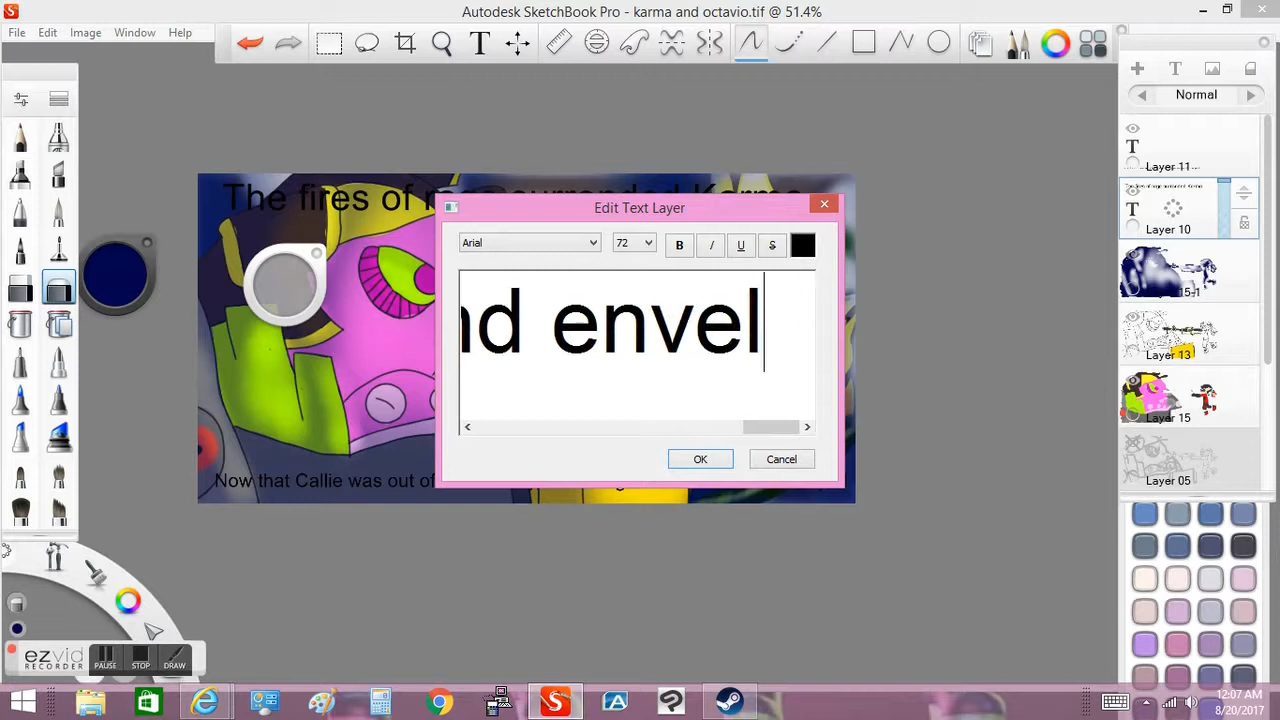 Autodesk SketchBook Pro - karma and octavio.tif @ 51.4%
File Edit Image Window Help
T
T
Normal
T
Layer 11
T
Layer 10
15-1
Layer 13
Layer 15
Layer 05
The fires of
Edit Text Layer
Arial 72 B I U S
nd envel
OK Cancel
Now that Callie was out of
ezvid
RECORDER
PAUSE STOP DRAW
12:07 AM
8/20/2017